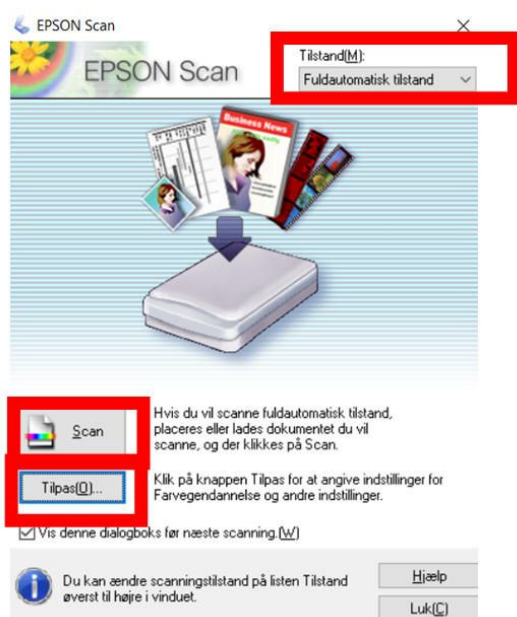 EPSON Scan
EPSON Scan
Tilstand(M):
Fuldautomatisk tilstand
Business News
Scan
Hvis du vil scanne fuldautomatisk tilstand,
placeres eller lades dokumentet du vil
scanne, og der klikkes på Scan.
Tilpas(O)...
Klik på knappen Tilpas for at angive indstillinger for
Farvegendannelse og andre indstillinger.
Vis denne dialogboks før næste scanning.(W)
Du kan ændre scanningstilstand på listen Tilstand
øverst til højre i vinduet.
Hjælp
Luk(C)